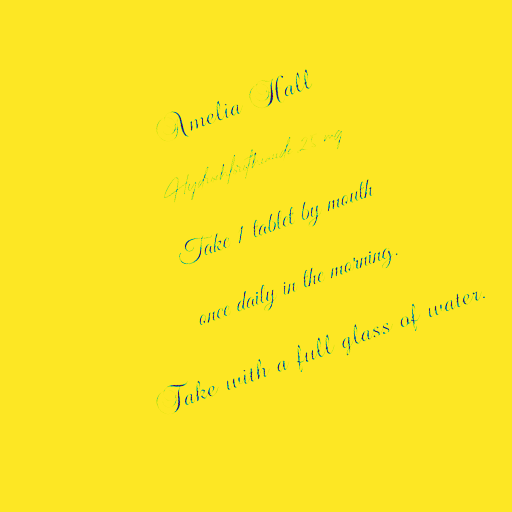 Amelia Hall
25 mg
Take 1 tablet by mouth
once daily in the morning.
Take with a full glass of water.